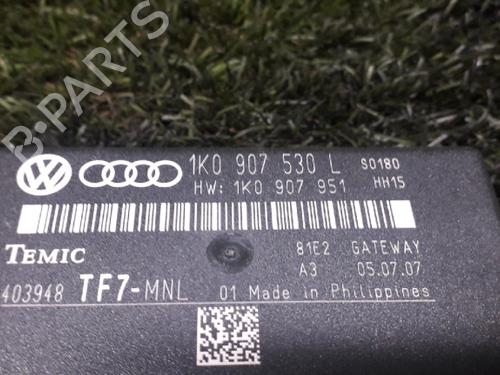 B-PARTS
1K0 907 530 L S0180
HW: 1K0 907 951 HH15
TEMIC 81E2 GATEWAY
A3 05.07.07
403948 TF7-MNL 01 Made in Philippines